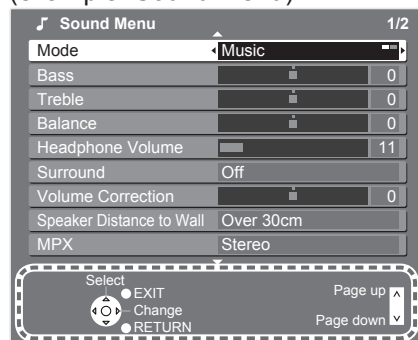 Sound Menu 1/2
Mode Music
Bass 0
Treble 0
Balance 0
Headphone Volume 11
Surround Off
Volume Correction 0
Speaker Distance to Wall Over 30cm
MPX Stereo
Select
EXIT
Change
RETURN
Page up
Page down